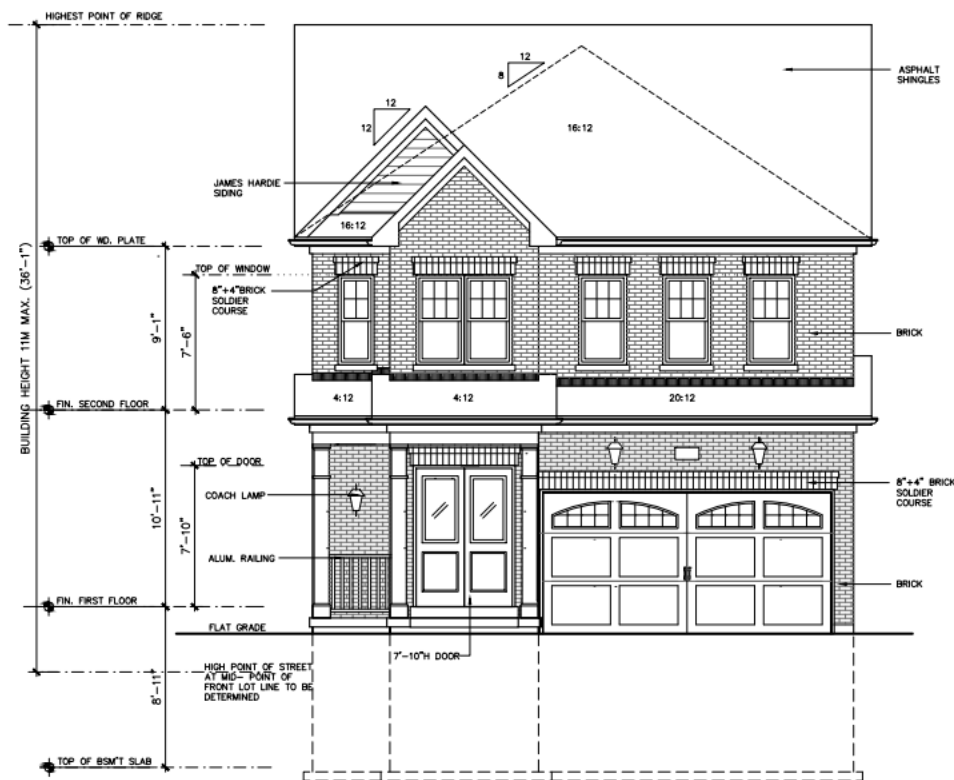 HIGHEST POINT OF RIDGE
12
8
ASPHALT
SHINGLES
12
12
16:12
JAMES HARDIE
SIDING
16:12
TOP OF WD. PLATE
TOP OF WINDOW
8"+4"BRICK
SOLDIER
COURSE
BUILDING HEIGHT 11M MAX. (36'-1")
9'-1"
7'-6"
BRICK
4:12
4:12
20:12
FIN. SECOND FLOOR
TOP OF DOOR
8"+4" BRICK
SOLDIER
COURSE
COACH LAMP
10'-11"
7'-10"
ALUM. RAILING
BRICK
FIN. FIRST FLOOR
FLAT GRADE
7'-10"H DOOR
HIGH POINT OF STREET
AT MID- POINT OF
FRONT LOT LINE TO BE
DETERMINED
8'-11"
TOP OF BSM'T SLAB